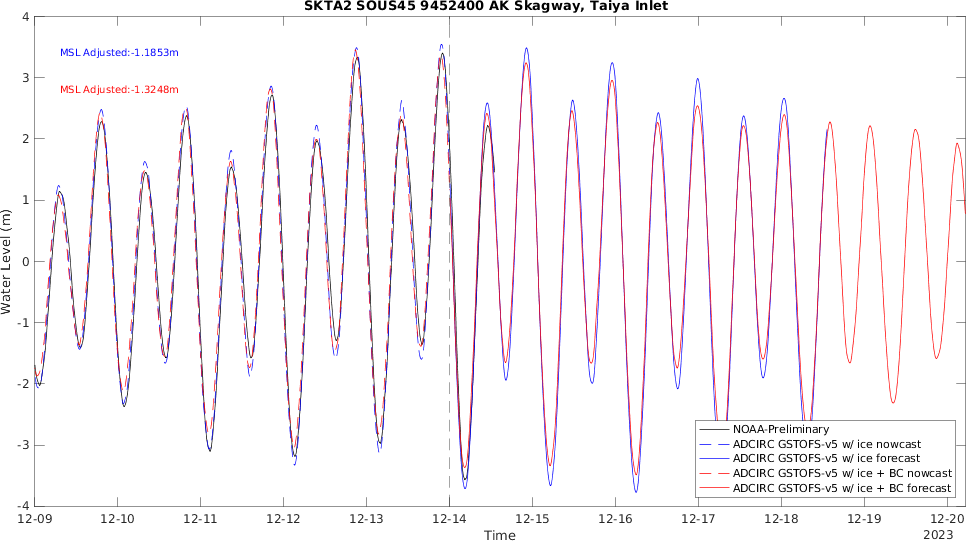 SKTA2 SOUS45 9452400 AK Skagway, Taiya Inlet
4
MSL Adjusted:-1.1853m
3
MSL Adjusted:-1.3248m
2
1
0
Water Level (m)
-1
-2
-3
NOAA-Preliminary
ADCIRC GSTOFS-v5 w/ ice nowcast
ADCIRC GSTOFS-v5 w/ ice forecast
ADCIRC GSTOFS-v5 w/ ice + BC nowcast
ADCIRC GSTOFS-v5 w/ ice + BC forecast
-4
12-09 12-10 12-11 12-12 12-13 12-14 12-15 12-16 12-17 12-18 12-19 12-20
Time 2023